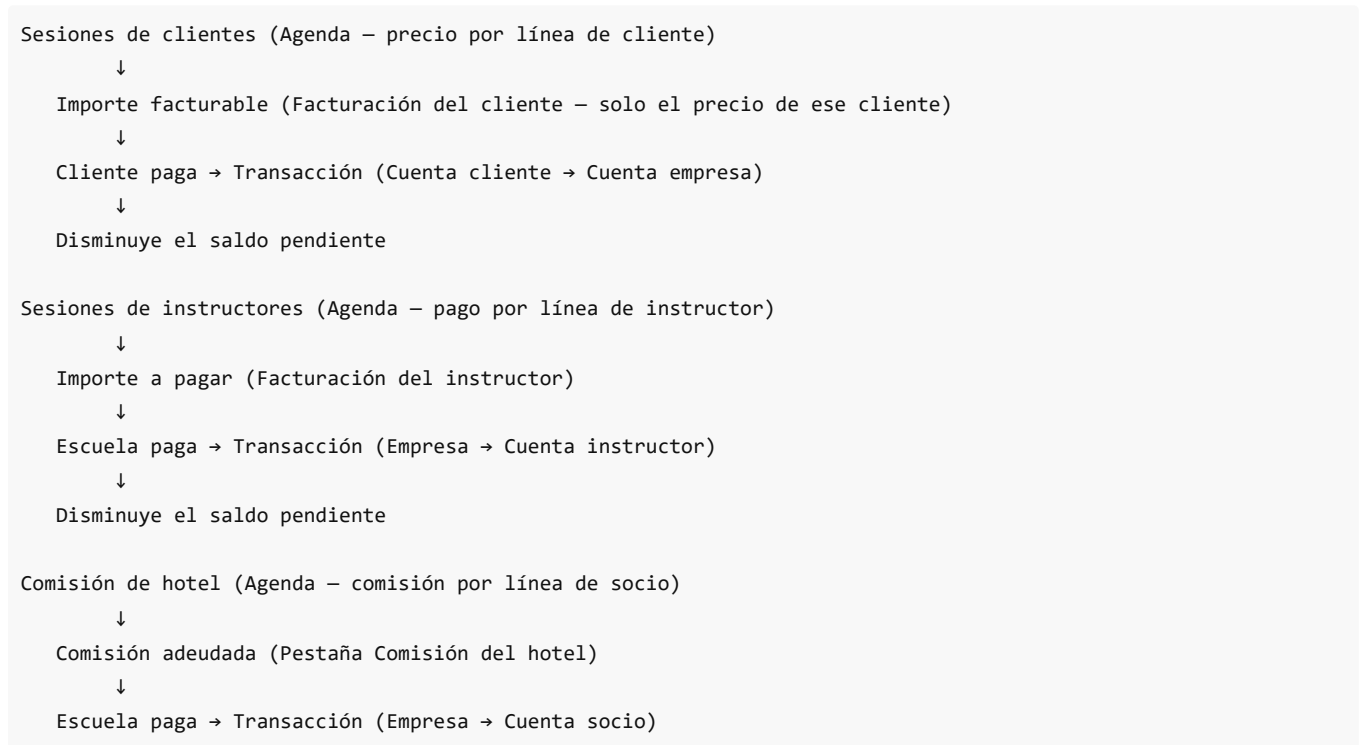 Sesiones de clientes (Agenda — precio por línea de cliente)
↓
Importe facturable (Facturación del cliente — solo el precio de ese cliente)
↓
Cliente paga → Transacción (Cuenta cliente → Cuenta empresa)
↓
Disminuye el saldo pendiente
Sesiones de instructores (Agenda — pago por línea de instructor)
↓
Importe a pagar (Facturación del instructor)
↓
Escuela paga → Transacción (Empresa → Cuenta instructor)
↓
Disminuye el saldo pendiente
Comisión de hotel (Agenda — comisión por línea de socio)
↓
Comisión adeudada (Pestaña Comisión del hotel)
↓
Escuela paga → Transacción (Empresa → Cuenta socio)